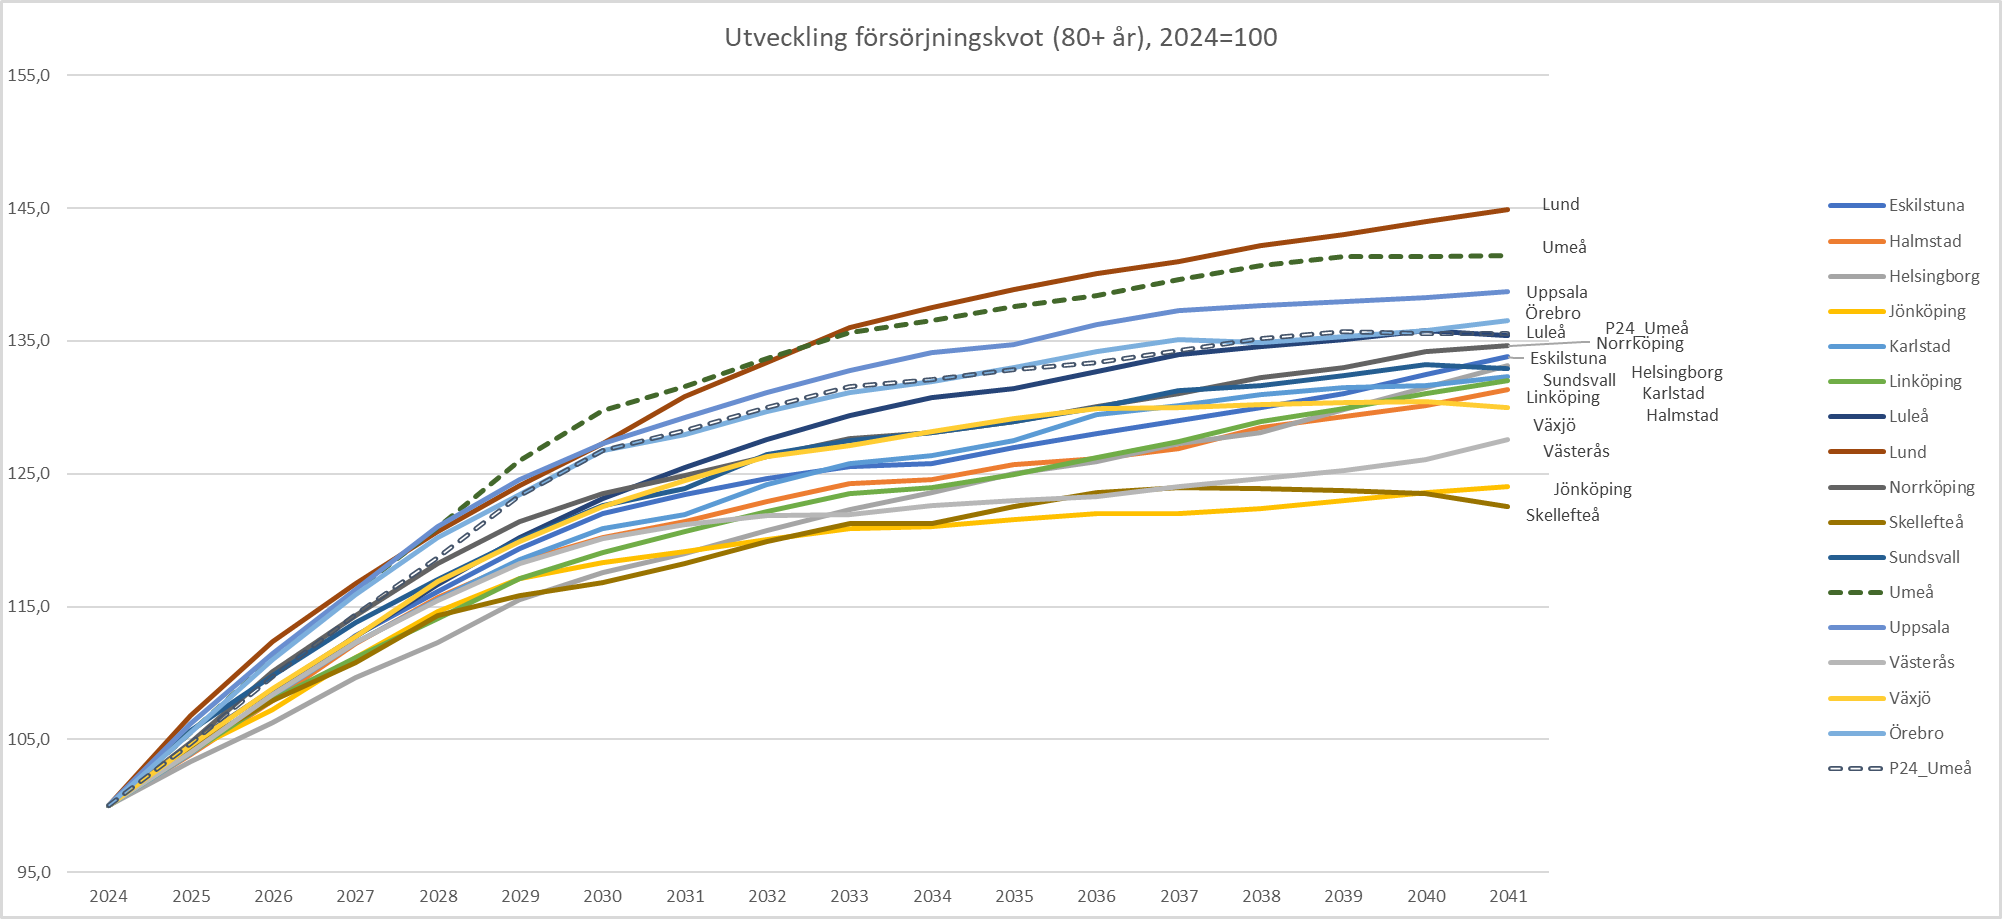 Utveckling försörjningskvot (80+ år), 2024=100
155,0
145,0
135,0
125,0
115,0
105,0
95,0
2024 2025 2026 2027 2028 2029 2030 2031 2032 2033 2034 2035 2036 2037 2038 2039 2040 2041
Lund
Umeå
Uppsala
Örebro
Luleå
P24_Umeå
Norrköping
Eskilstuna
Helsingborg
Sundsvall
Karlstad
Linköping
Halmstad
Växjö
Västerås
Jönköping
Skellefteå
Eskilstuna
Halmstad
Helsingborg
Jönköping
Karlstad
Linköping
Luleå
Lund
Norrköping
Skellefteå
Sundsvall
Umeå
Uppsala
Västerås
Växjö
Örebro
P24_Umeå